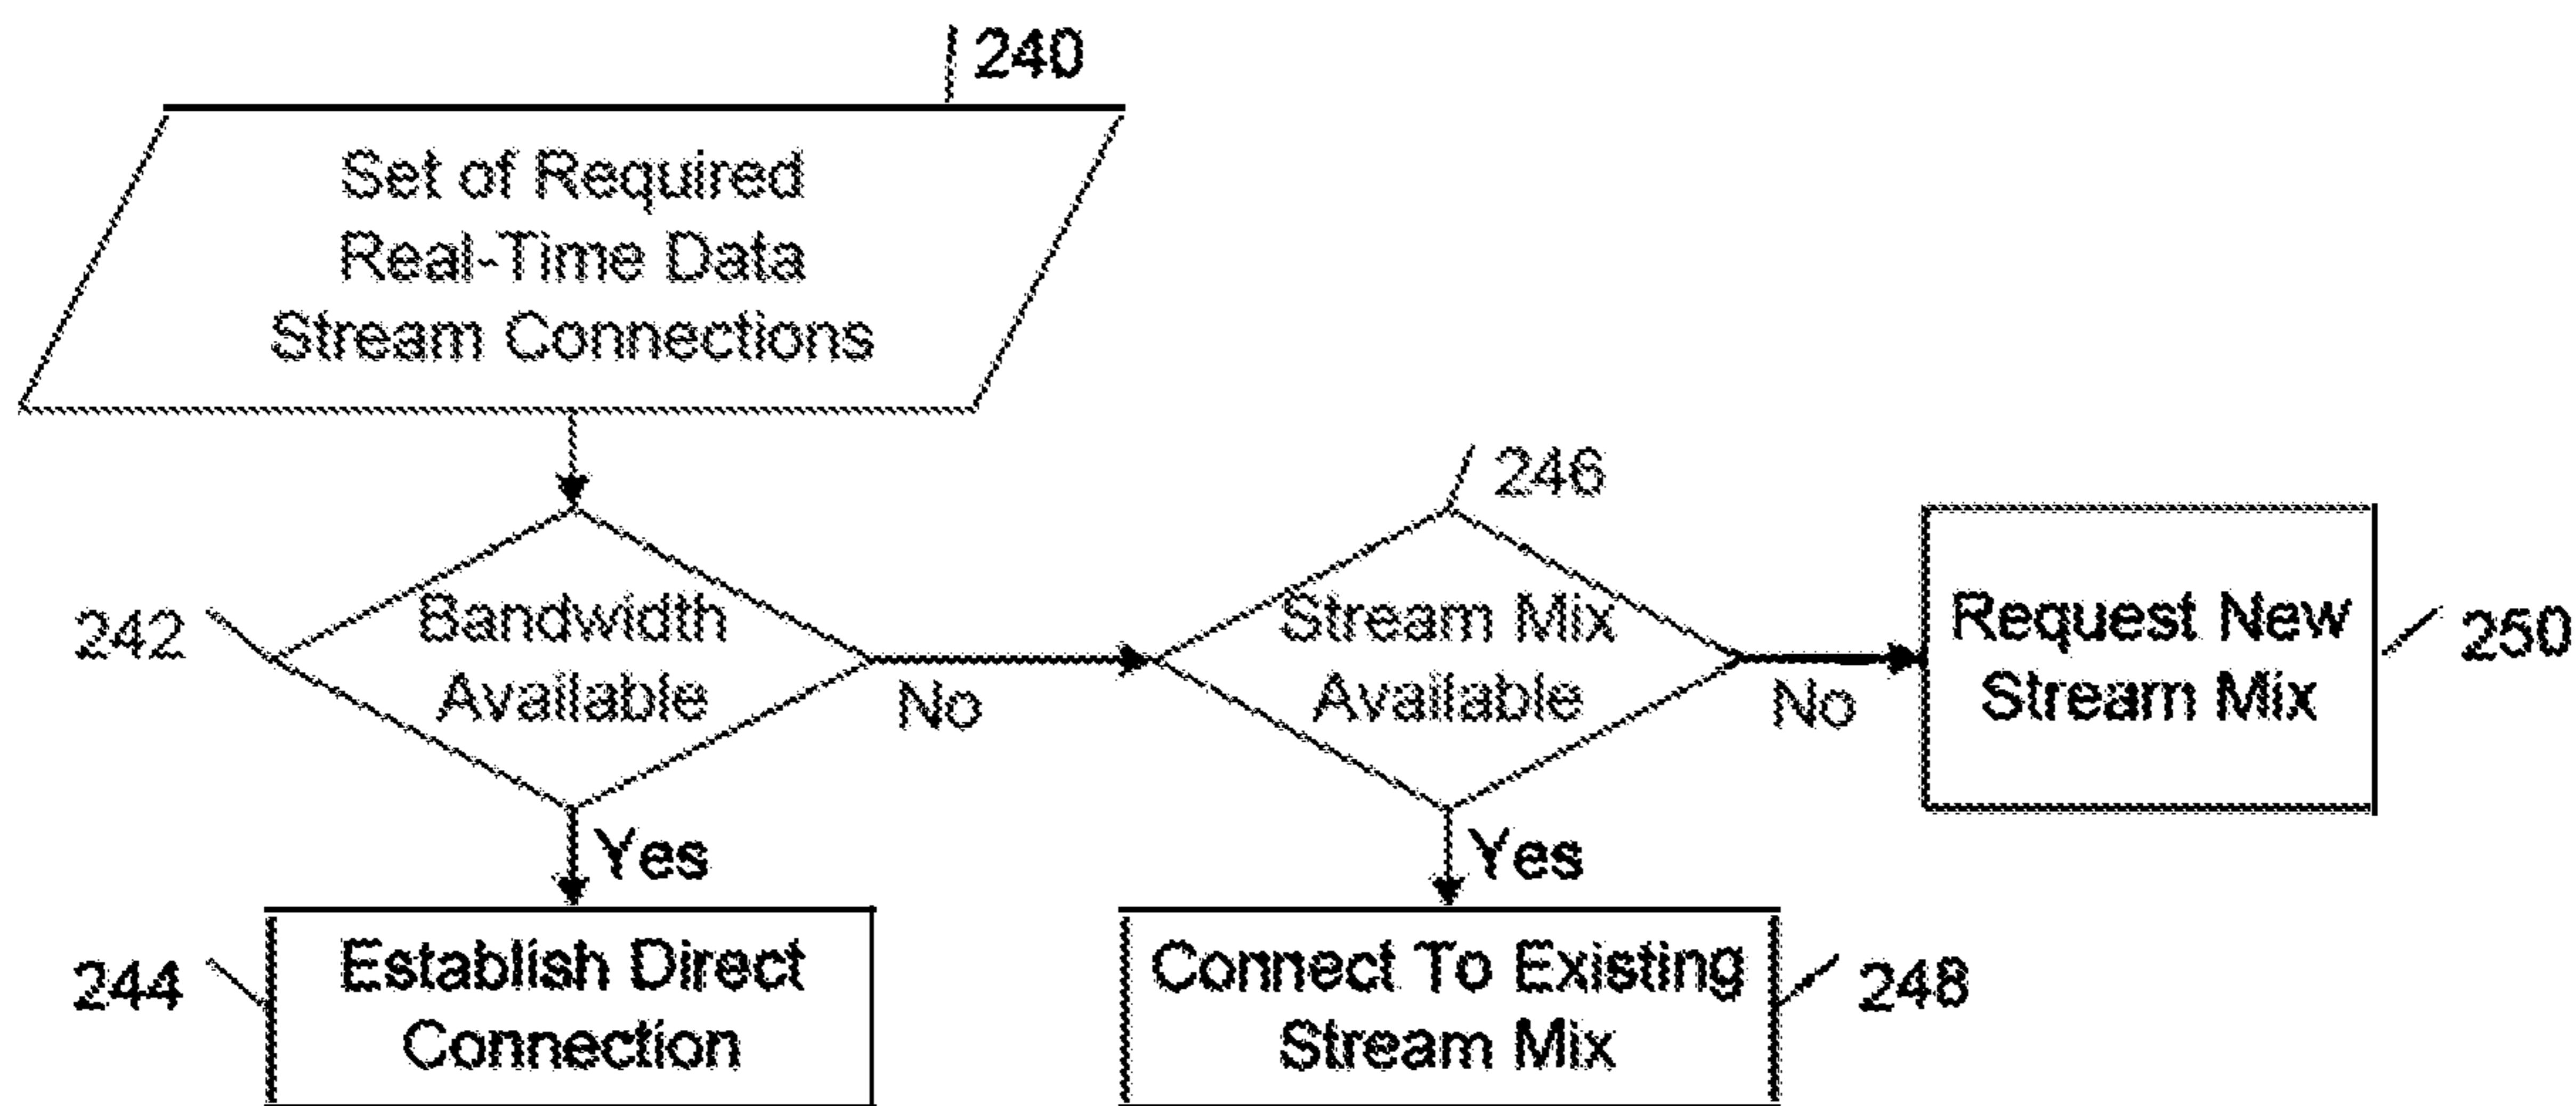 240
Set of Required
Real-Time Data
Stream Connections
246
242
Bandwidth
Available
No
Stream Mix
Available
No
Request New
Stream Mix
250
Yes
Yes
244
Establish Direct
Connection
Connect To Existing
Stream Mix
248